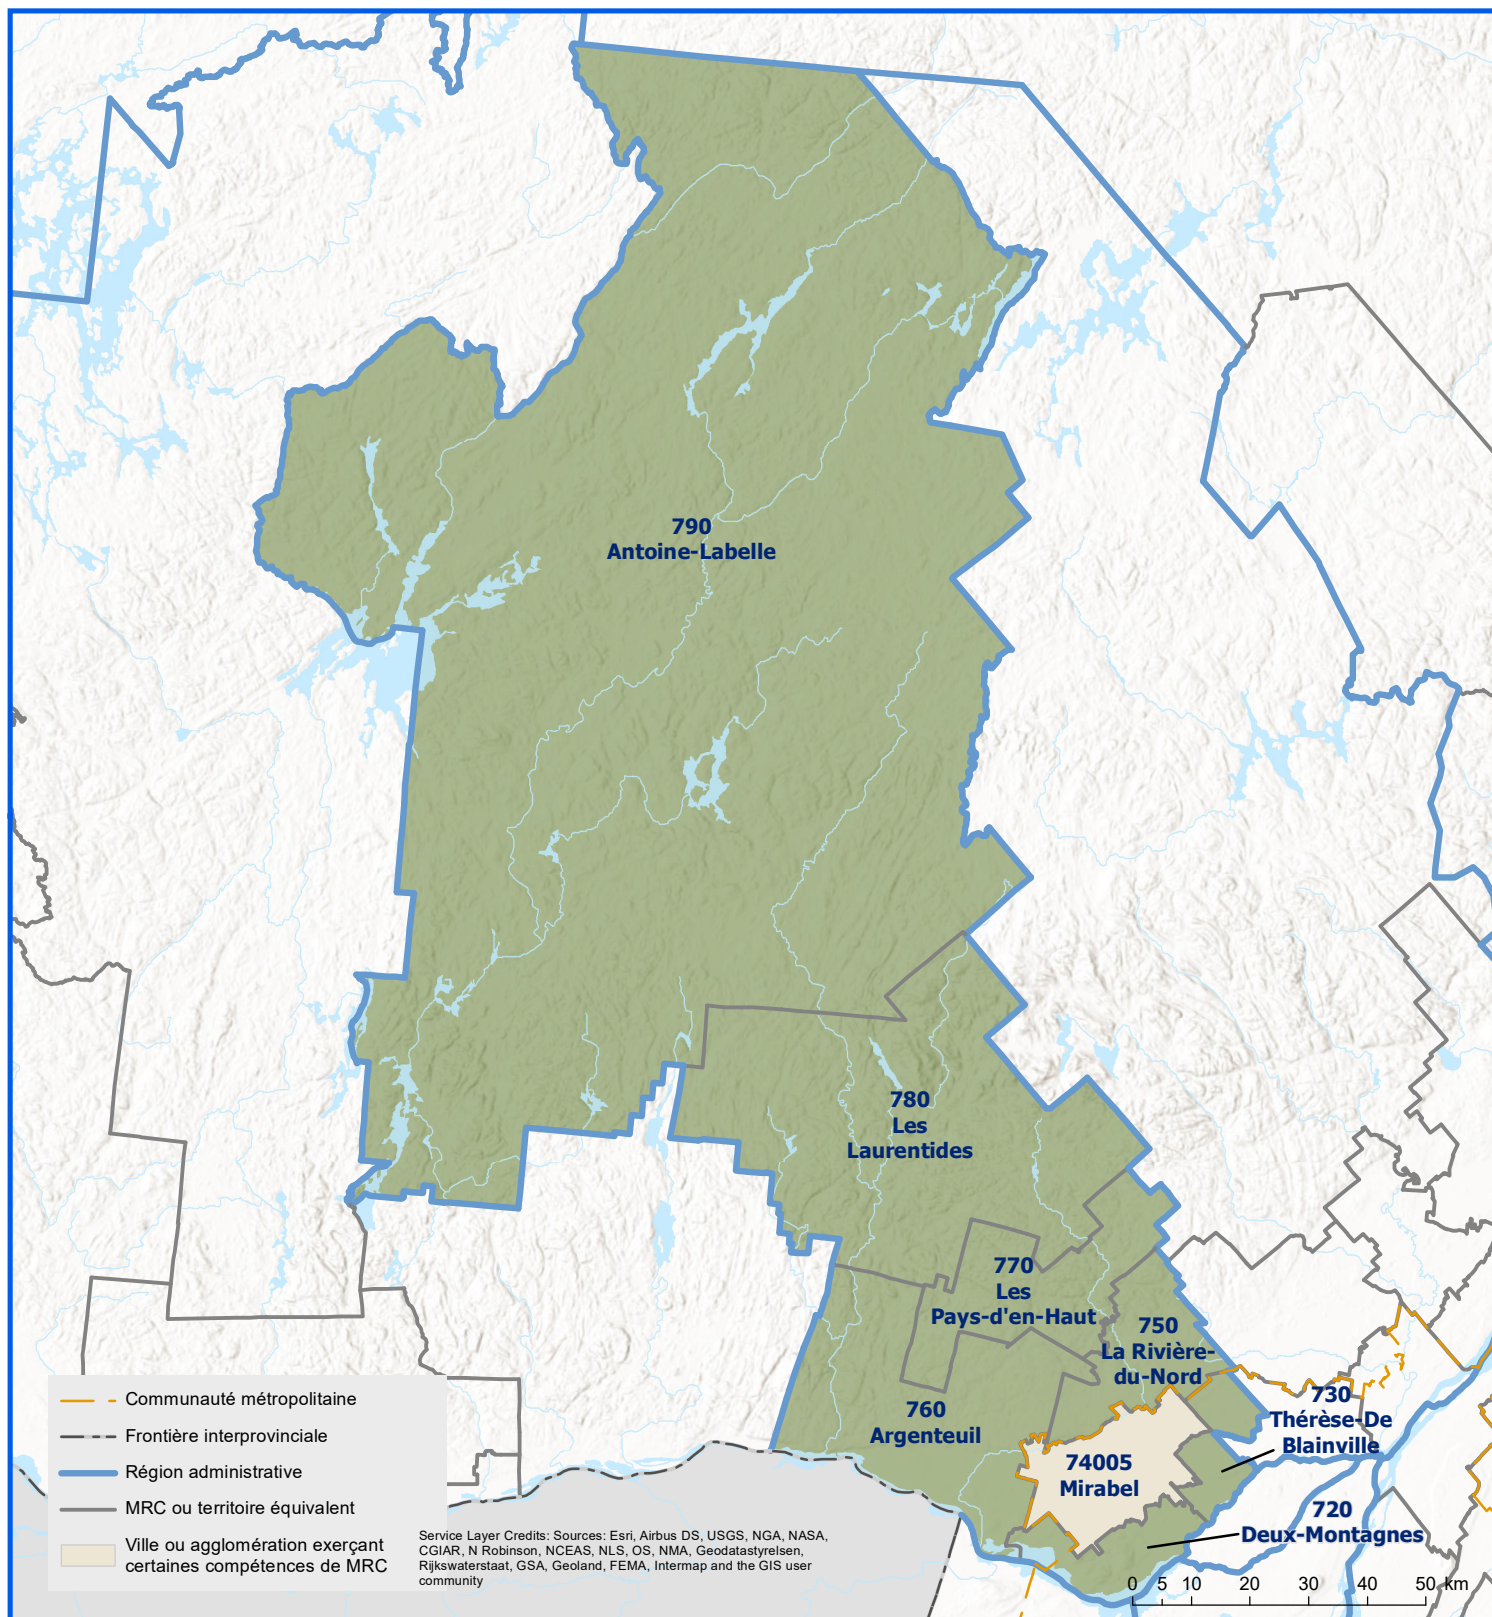 790
Antoine-Labelle
780
Les
Laurentides
770
Les
Pays-d'en-Haut
750
La Rivière-
du-Nord
760
Argenteuil
730
Thérèse-De
Blainville
74005
Mirabel
720
Deux-Montagnes
Communauté métropolitaine
Frontière interprovinciale
Région administrative
MRC ou territoire équivalent
Ville ou agglomération exerçant
certaines compétences de MRC
Service Layer Credits: Sources: Esri, Airbus DS, USGS, NGA, NASA,
CGIAR, N Robinson, NCEAS, NLS, OS, NMA, Geodatastyrelsen,
Rijkswaterstaat, GSA, Geoland, FEMA, Intermap and the GIS user
community
0 5 10 20 30 40 50 km